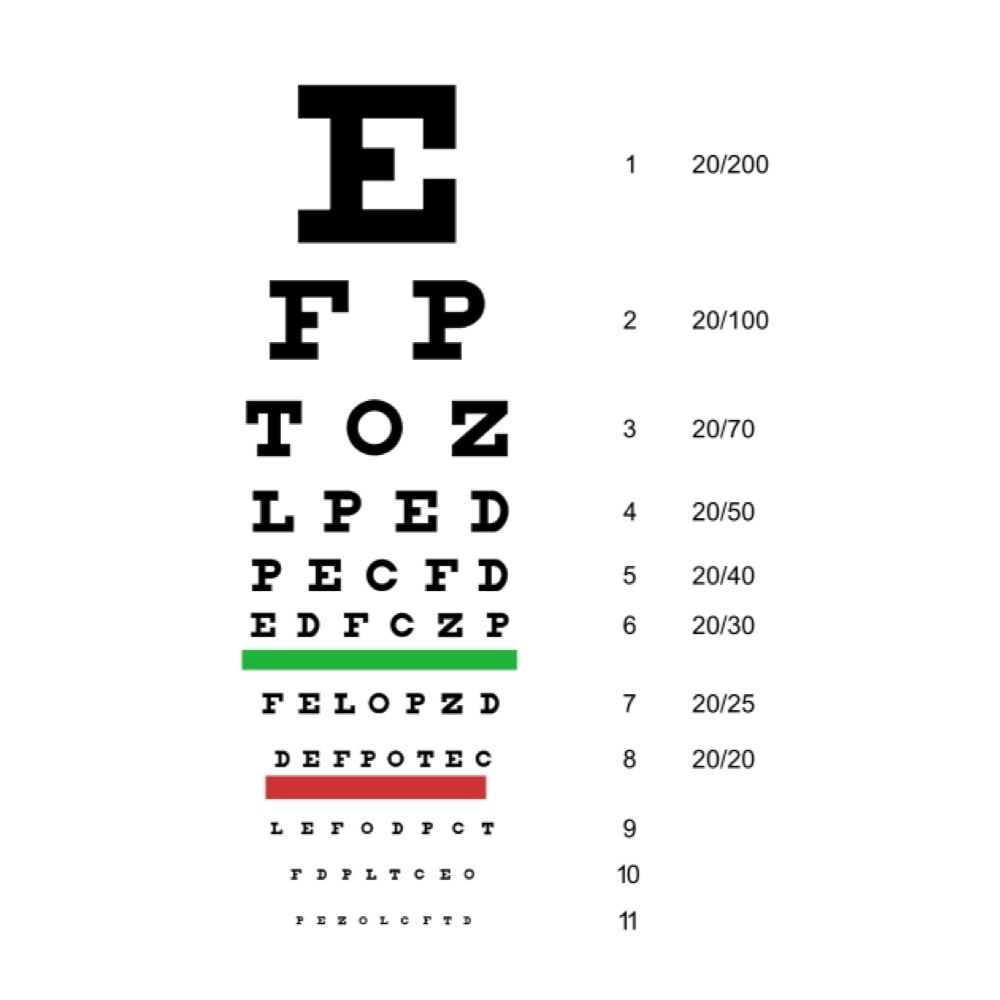 E 1 20/200
F P 2 20/100
T O Z 3 20/70
L P E D 4 20/50
P E C F D 5 20/40
E D F C Z P 6 20/30
F E L O P Z D 7 20/25
D E F P O T E C 8 20/20
L E F O D P C T 9
F D P L T C E O 10
P E Z O L C F T D 11